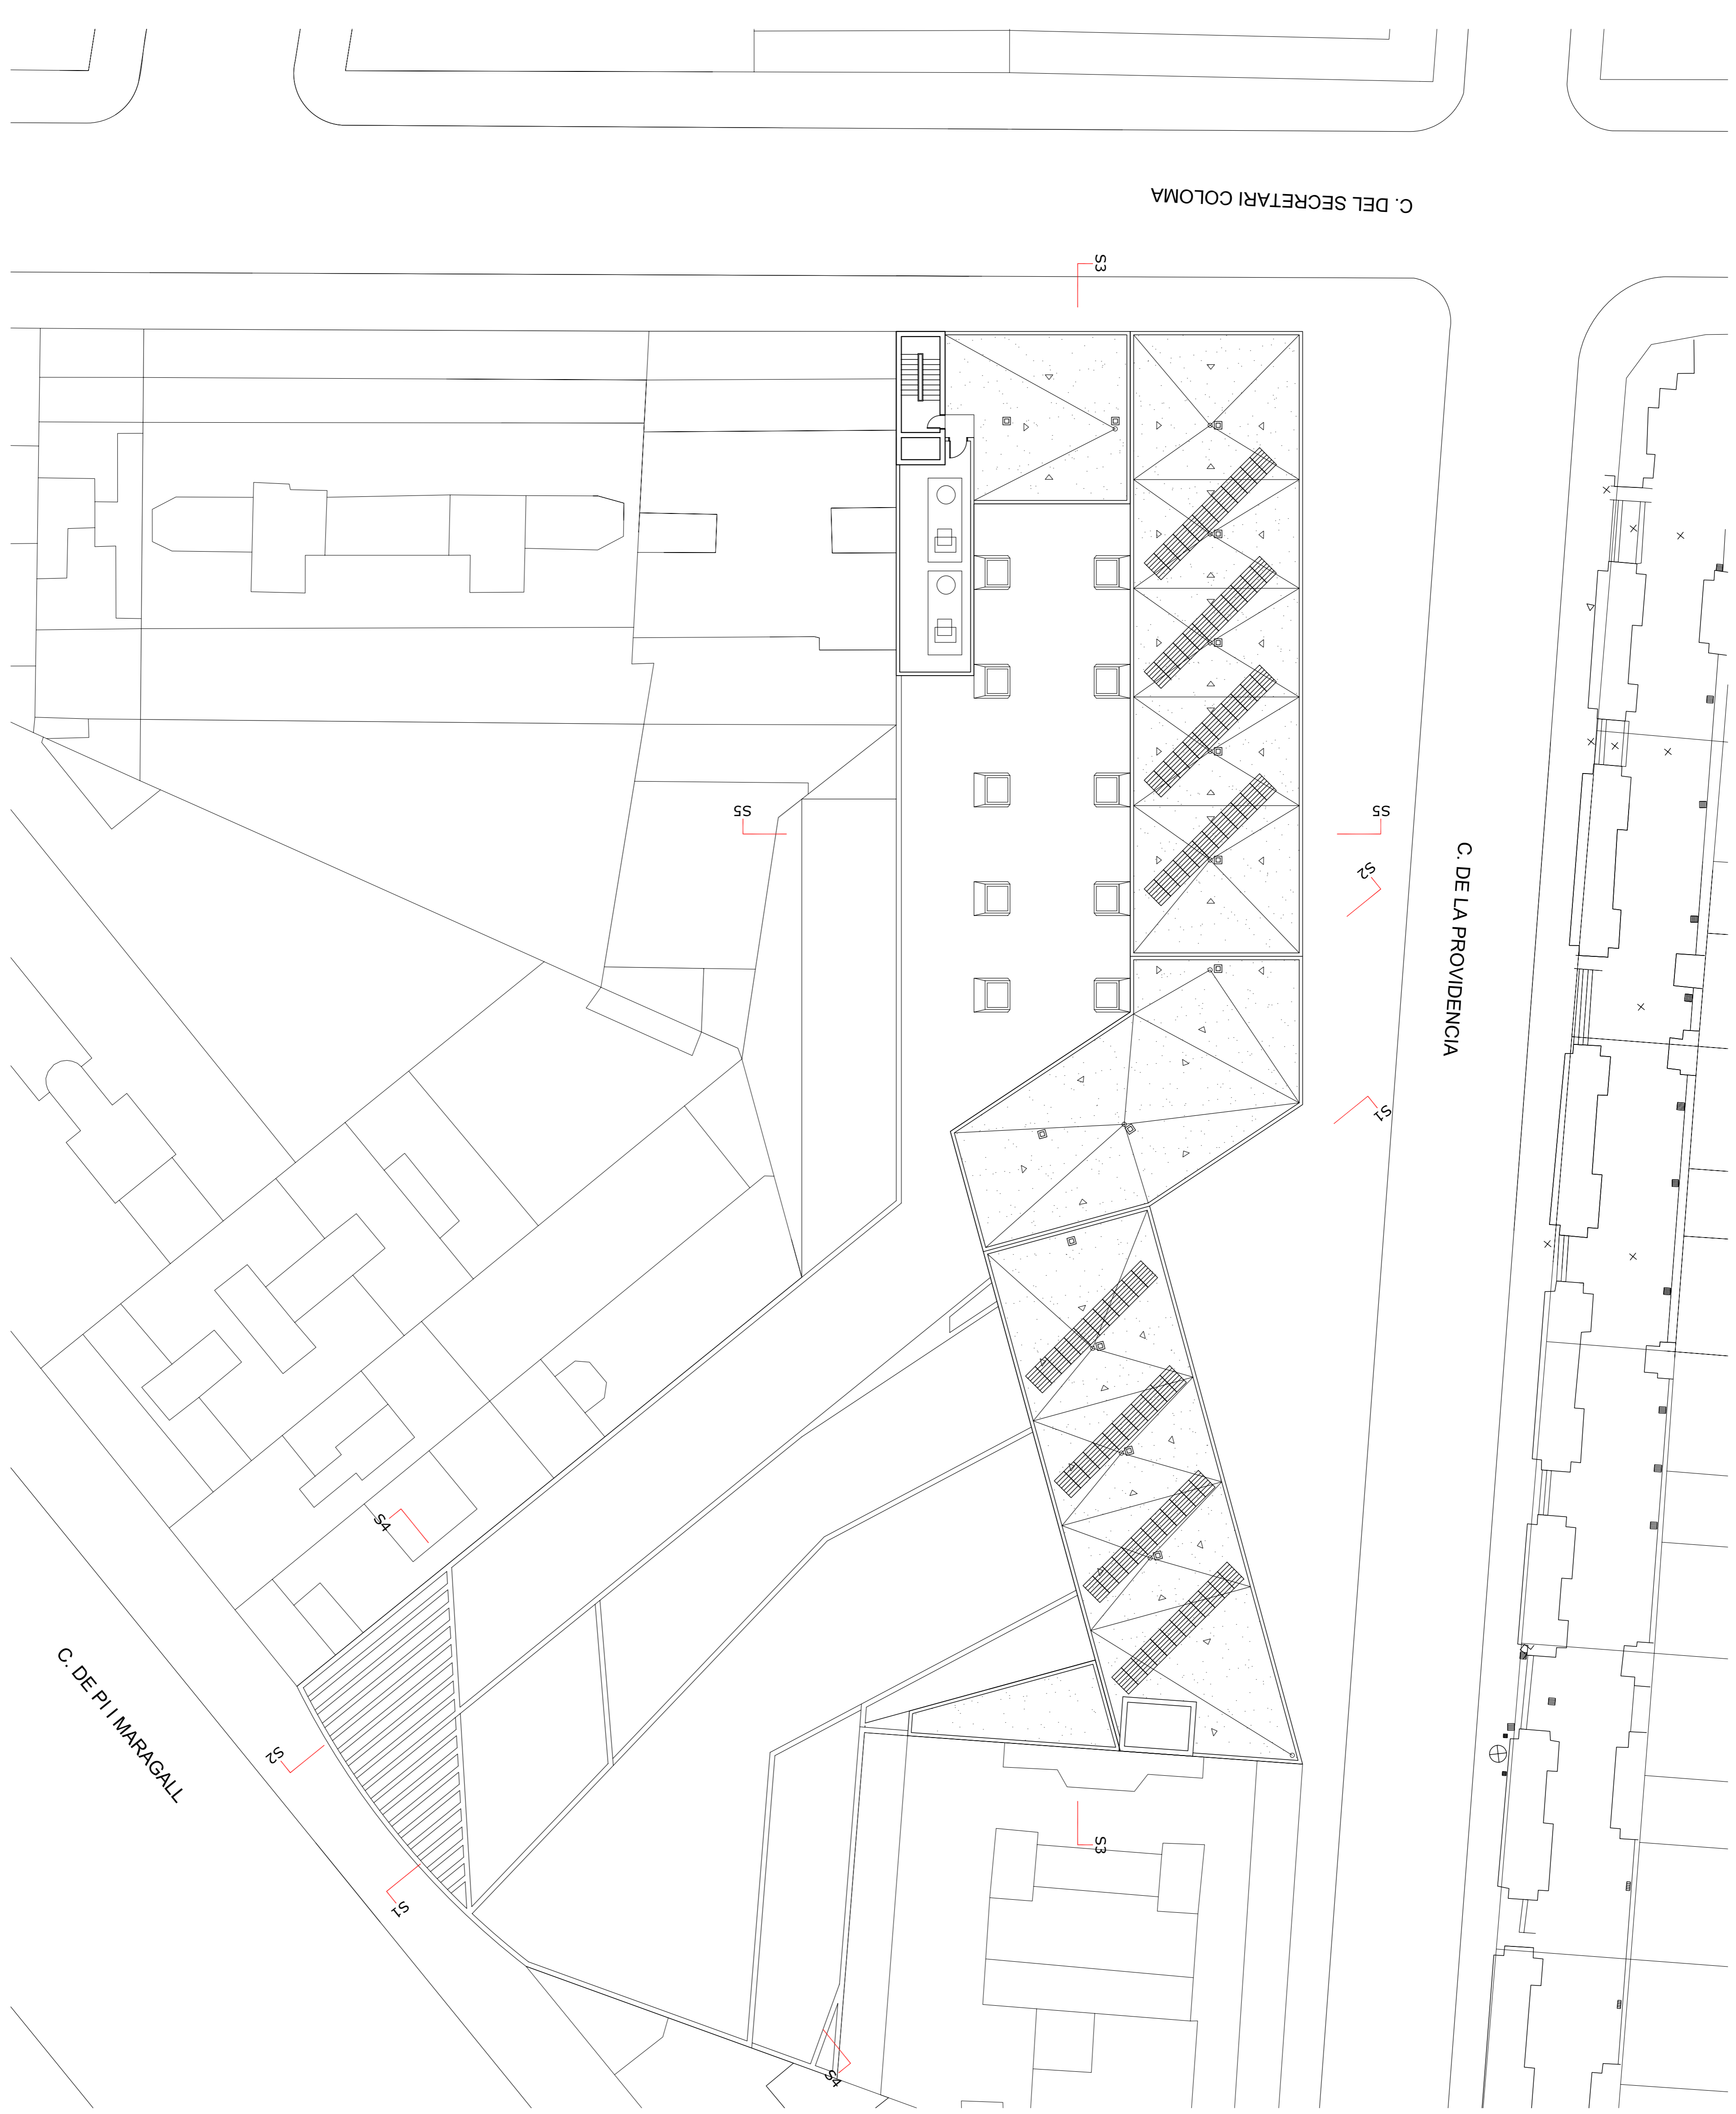 C. DEL SECRETARI COLOMA
S3
S5
S5
S2
C. DE LA PROVIDENCIA
S1
S4
C. DE PI I MARAGALL
S2
S3
S1
S4